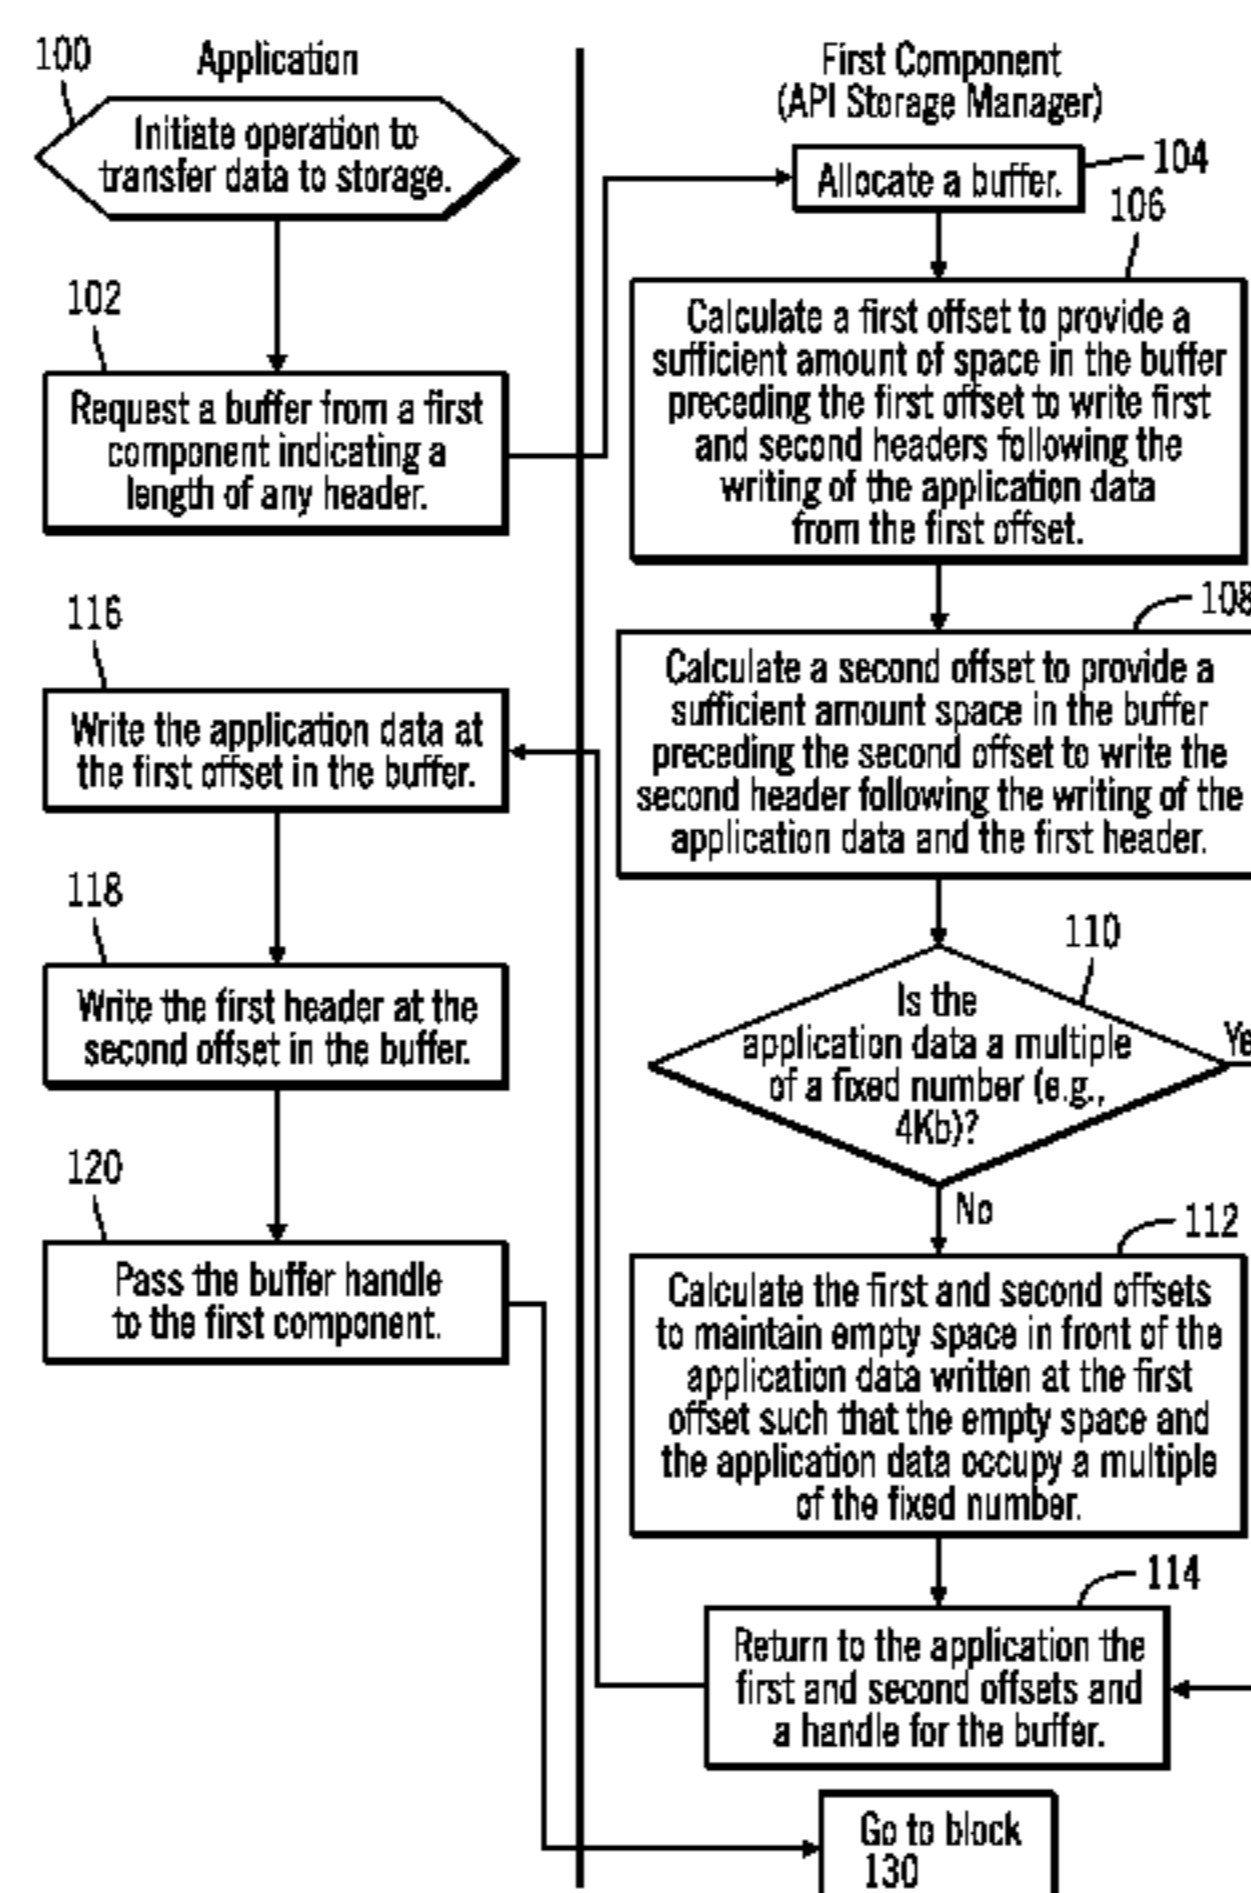 100
Application
Initiate operation to
transfer data to storage.
102
Request a buffer from a first
component indicating a
length of any header.
116
Write the application data at
the first offset in the buffer.
118
Write the first header at the
second offset in the buffer.
120
Pass the buffer handle
to the first component.
First Component
(API Storage Manager)
104
Allocate a buffer.
106
Calculate a first offset to provide a
sufficient amount of space in the buffer
preceding the first offset to write first
and second headers following the
writing of the application data
from the first offset.
108
Calculate a second offset to provide a
sufficient amount space in the buffer
preceding the second offset to write the
second header following the writing of the
application data and the first header.
110
Is the
application data a multiple
of a fixed number (e.g.,
4Kb)?
Ye
No
112
Calculate the first and second offsets
to maintain empty space in front of the
application data written at the first
offset such that the empty space and
the application data occupy a multiple
of the fixed number.
114
Return to the application the
first and second offsets and
a handle for the buffer.
Go to block
130